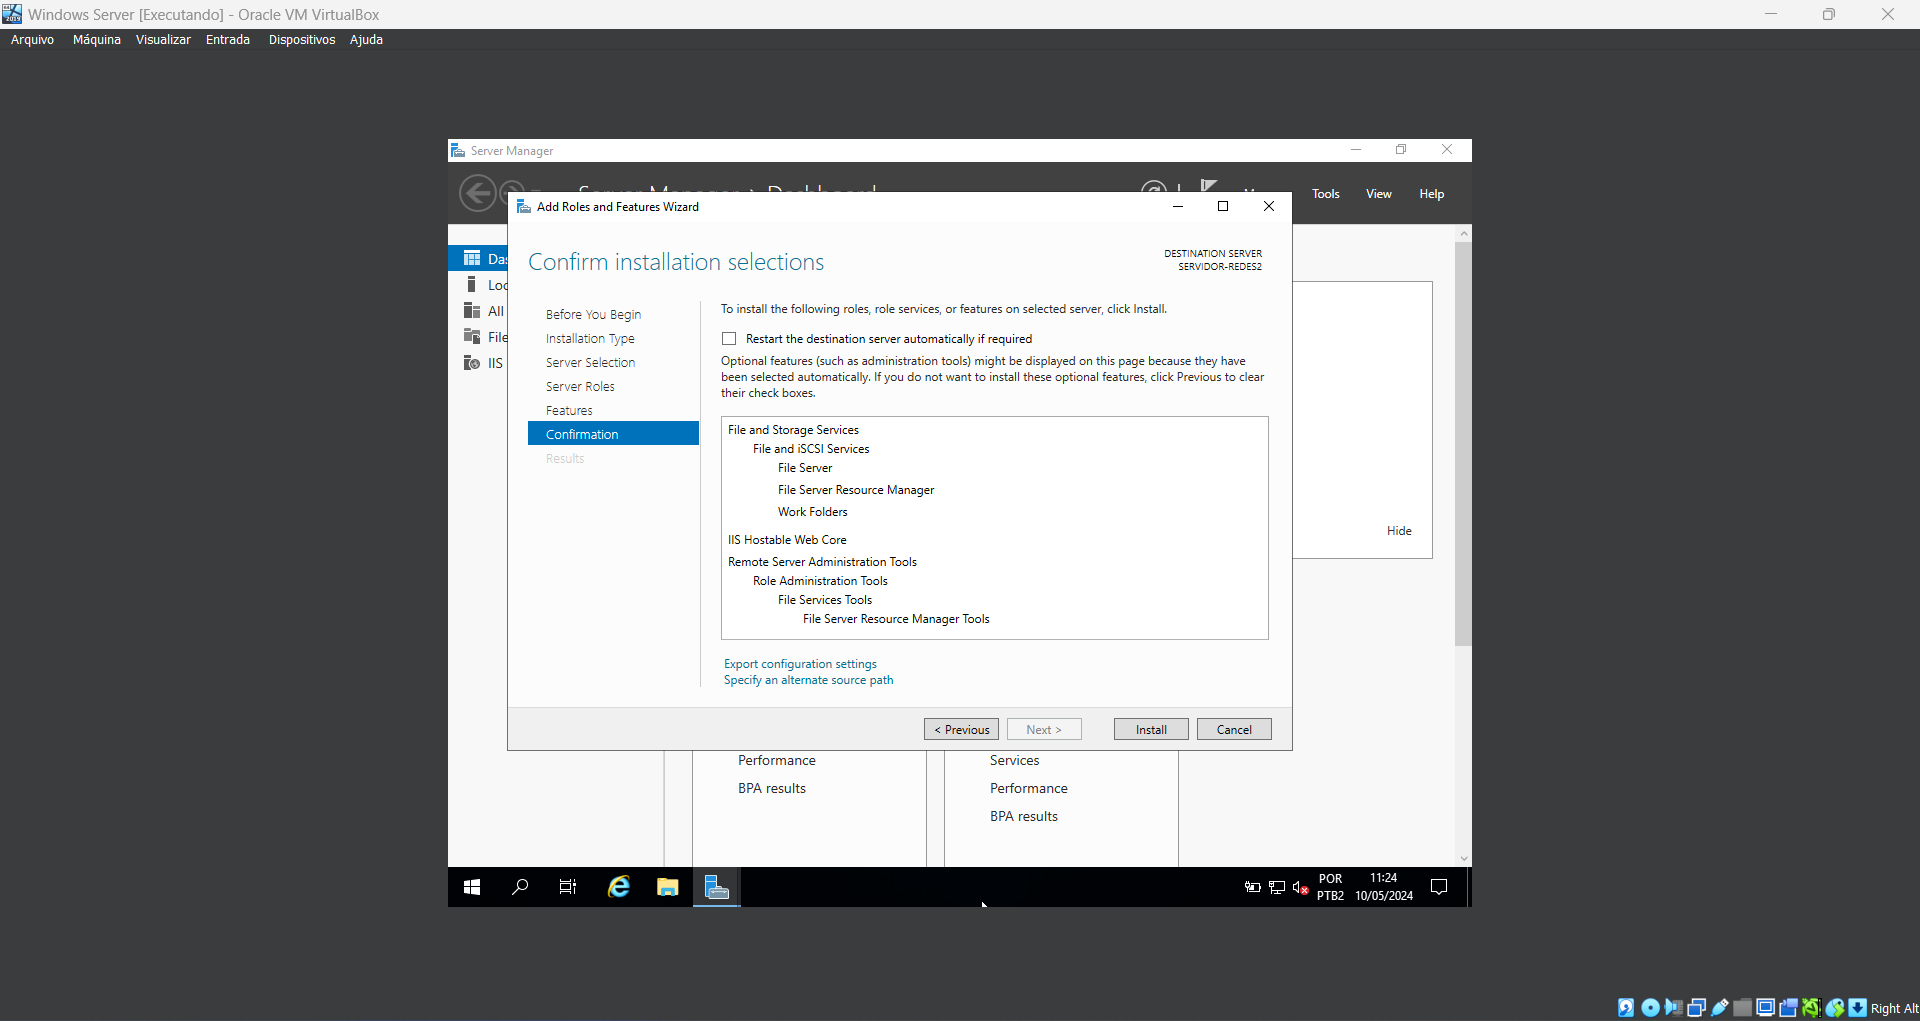 Windows Server [Executando] - Oracle VM VirtualBox
Arquivo Máquina Visualizar Entrada Dispositivos Ajuda
Server Manager
Server Manager Dashboard
Tools View Help
Add Roles and Features Wizard
Confirm installation selections
DESTINATION SERVER
SERVIDOR-REDES2
All
File
IIS
Before You Begin
Installation Type
Server Selection
Server Roles
Features
Confirmation
Results
To install the following roles, role services, or features on selected server, click Install.
Restart the destination server automatically if required
Optional features (such as administration tools) might be displayed on this page because they have
been selected automatically. If you do not want to install these optional features, click Previous to clear
their check boxes.
File and Storage Services
File and iSCSI Services
File Server
File Server Resource Manager
Work Folders
IIS Hostable Web Core
Remote Server Administration Tools
Role Administration Tools
File Services Tools
File Server Resource Manager Tools
Hide
Export configuration settings
Specify an alternate source path
< Previous Next > Install Cancel
Performance
BPA results
Services
Performance
BPA results
POR
PTB2
11:24
10/05/2024
Right Alt